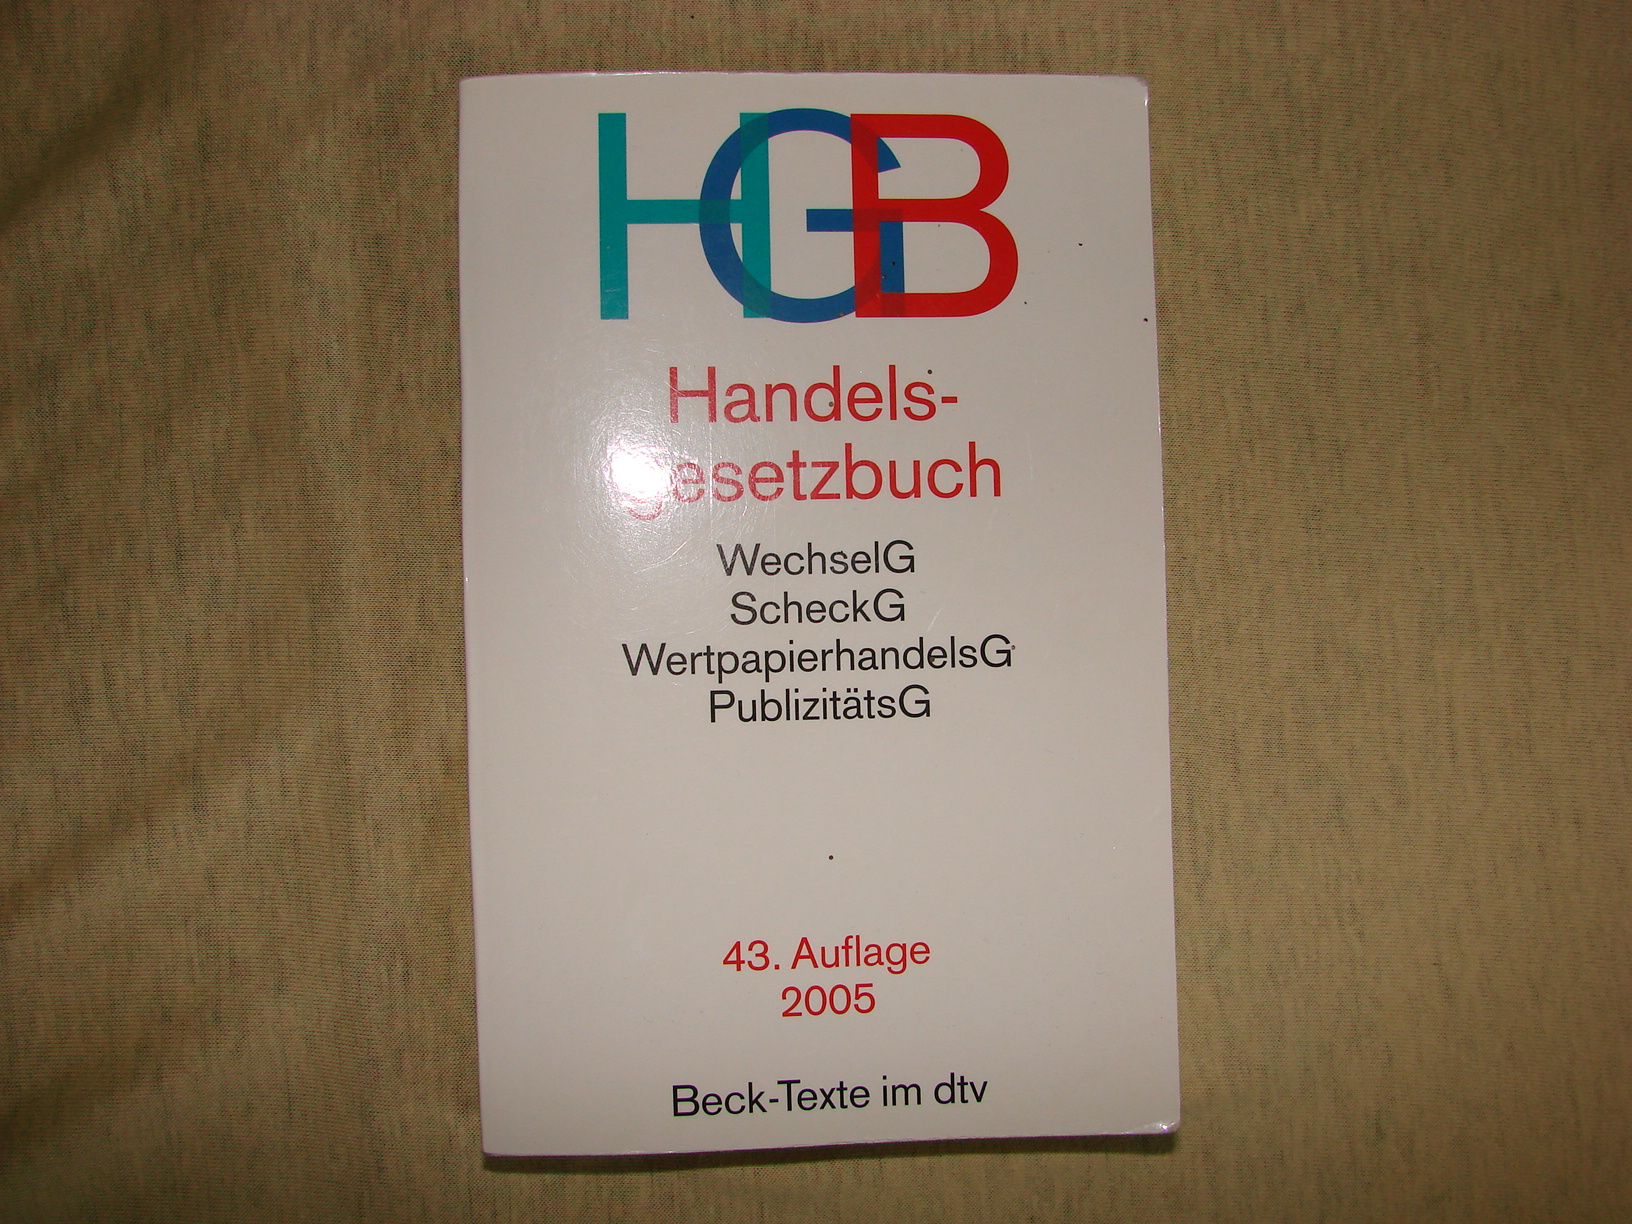 HGB
Handels-
gesetzbuch
WechselG
ScheckG
WertpapierhandelsG
PublizitätsG
43. Auflage
2005
Beck-Texte im dtv